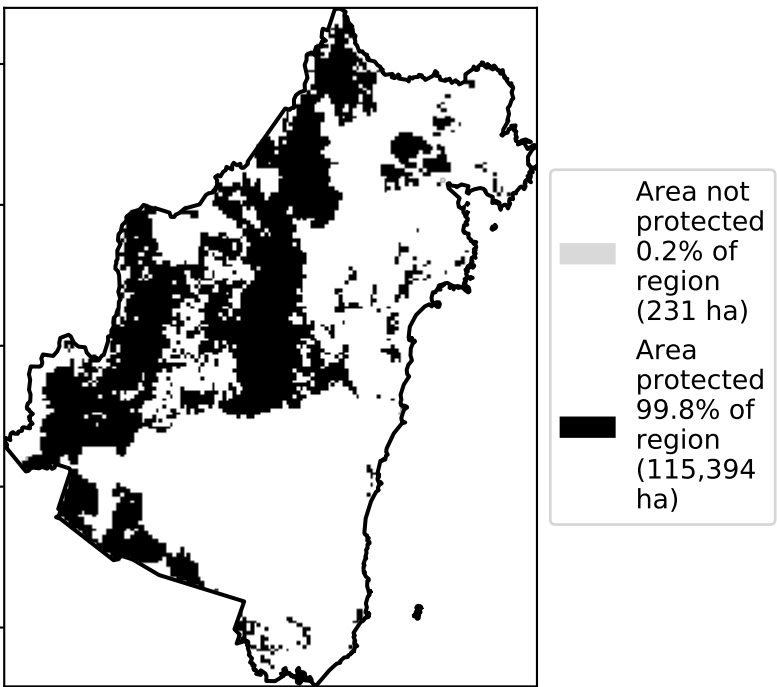 Area not
protected
0.2% of
region
(231 ha)
Area
protected
99.8% of
region
(115,394
ha)